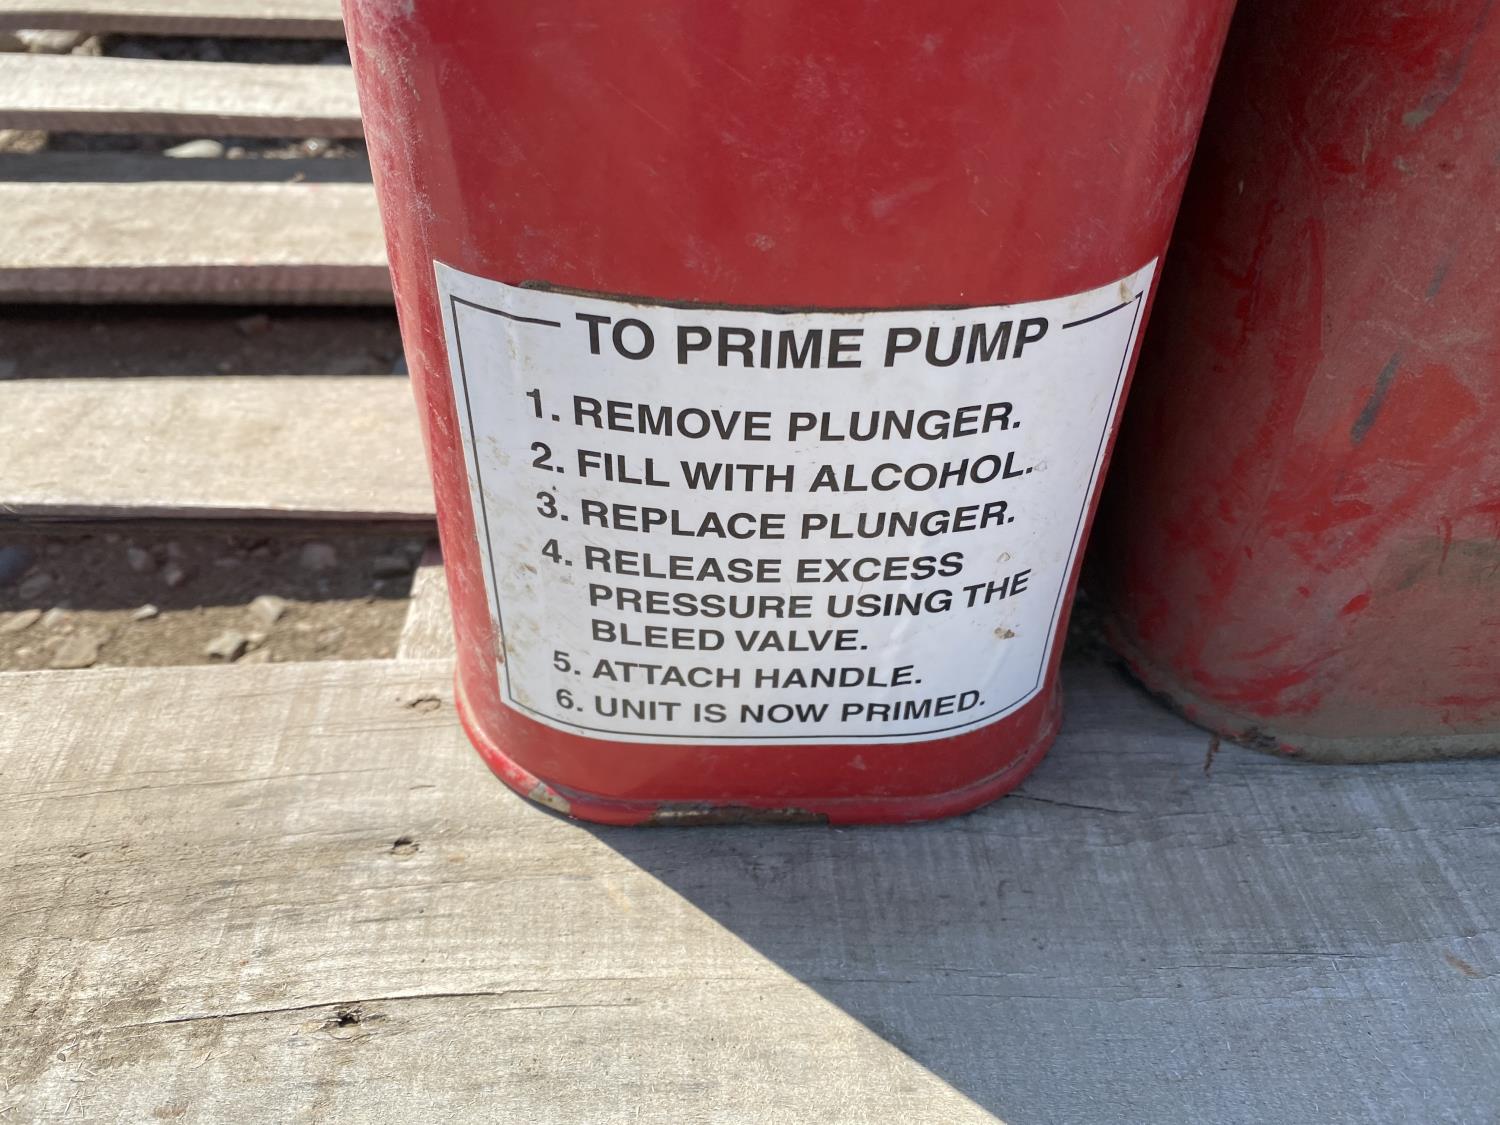 TO PRIME PUMP
1. REMOVE PLUNGER.
2. FILL WITH ALCOHOL.
3. REPLACE PLUNGER.
4. RELEASE EXCESS
PRESSURE USING THE
BLEED VALVE.
5. ATTACH HANDLE.
6. UNIT IS NOW PRIMED.